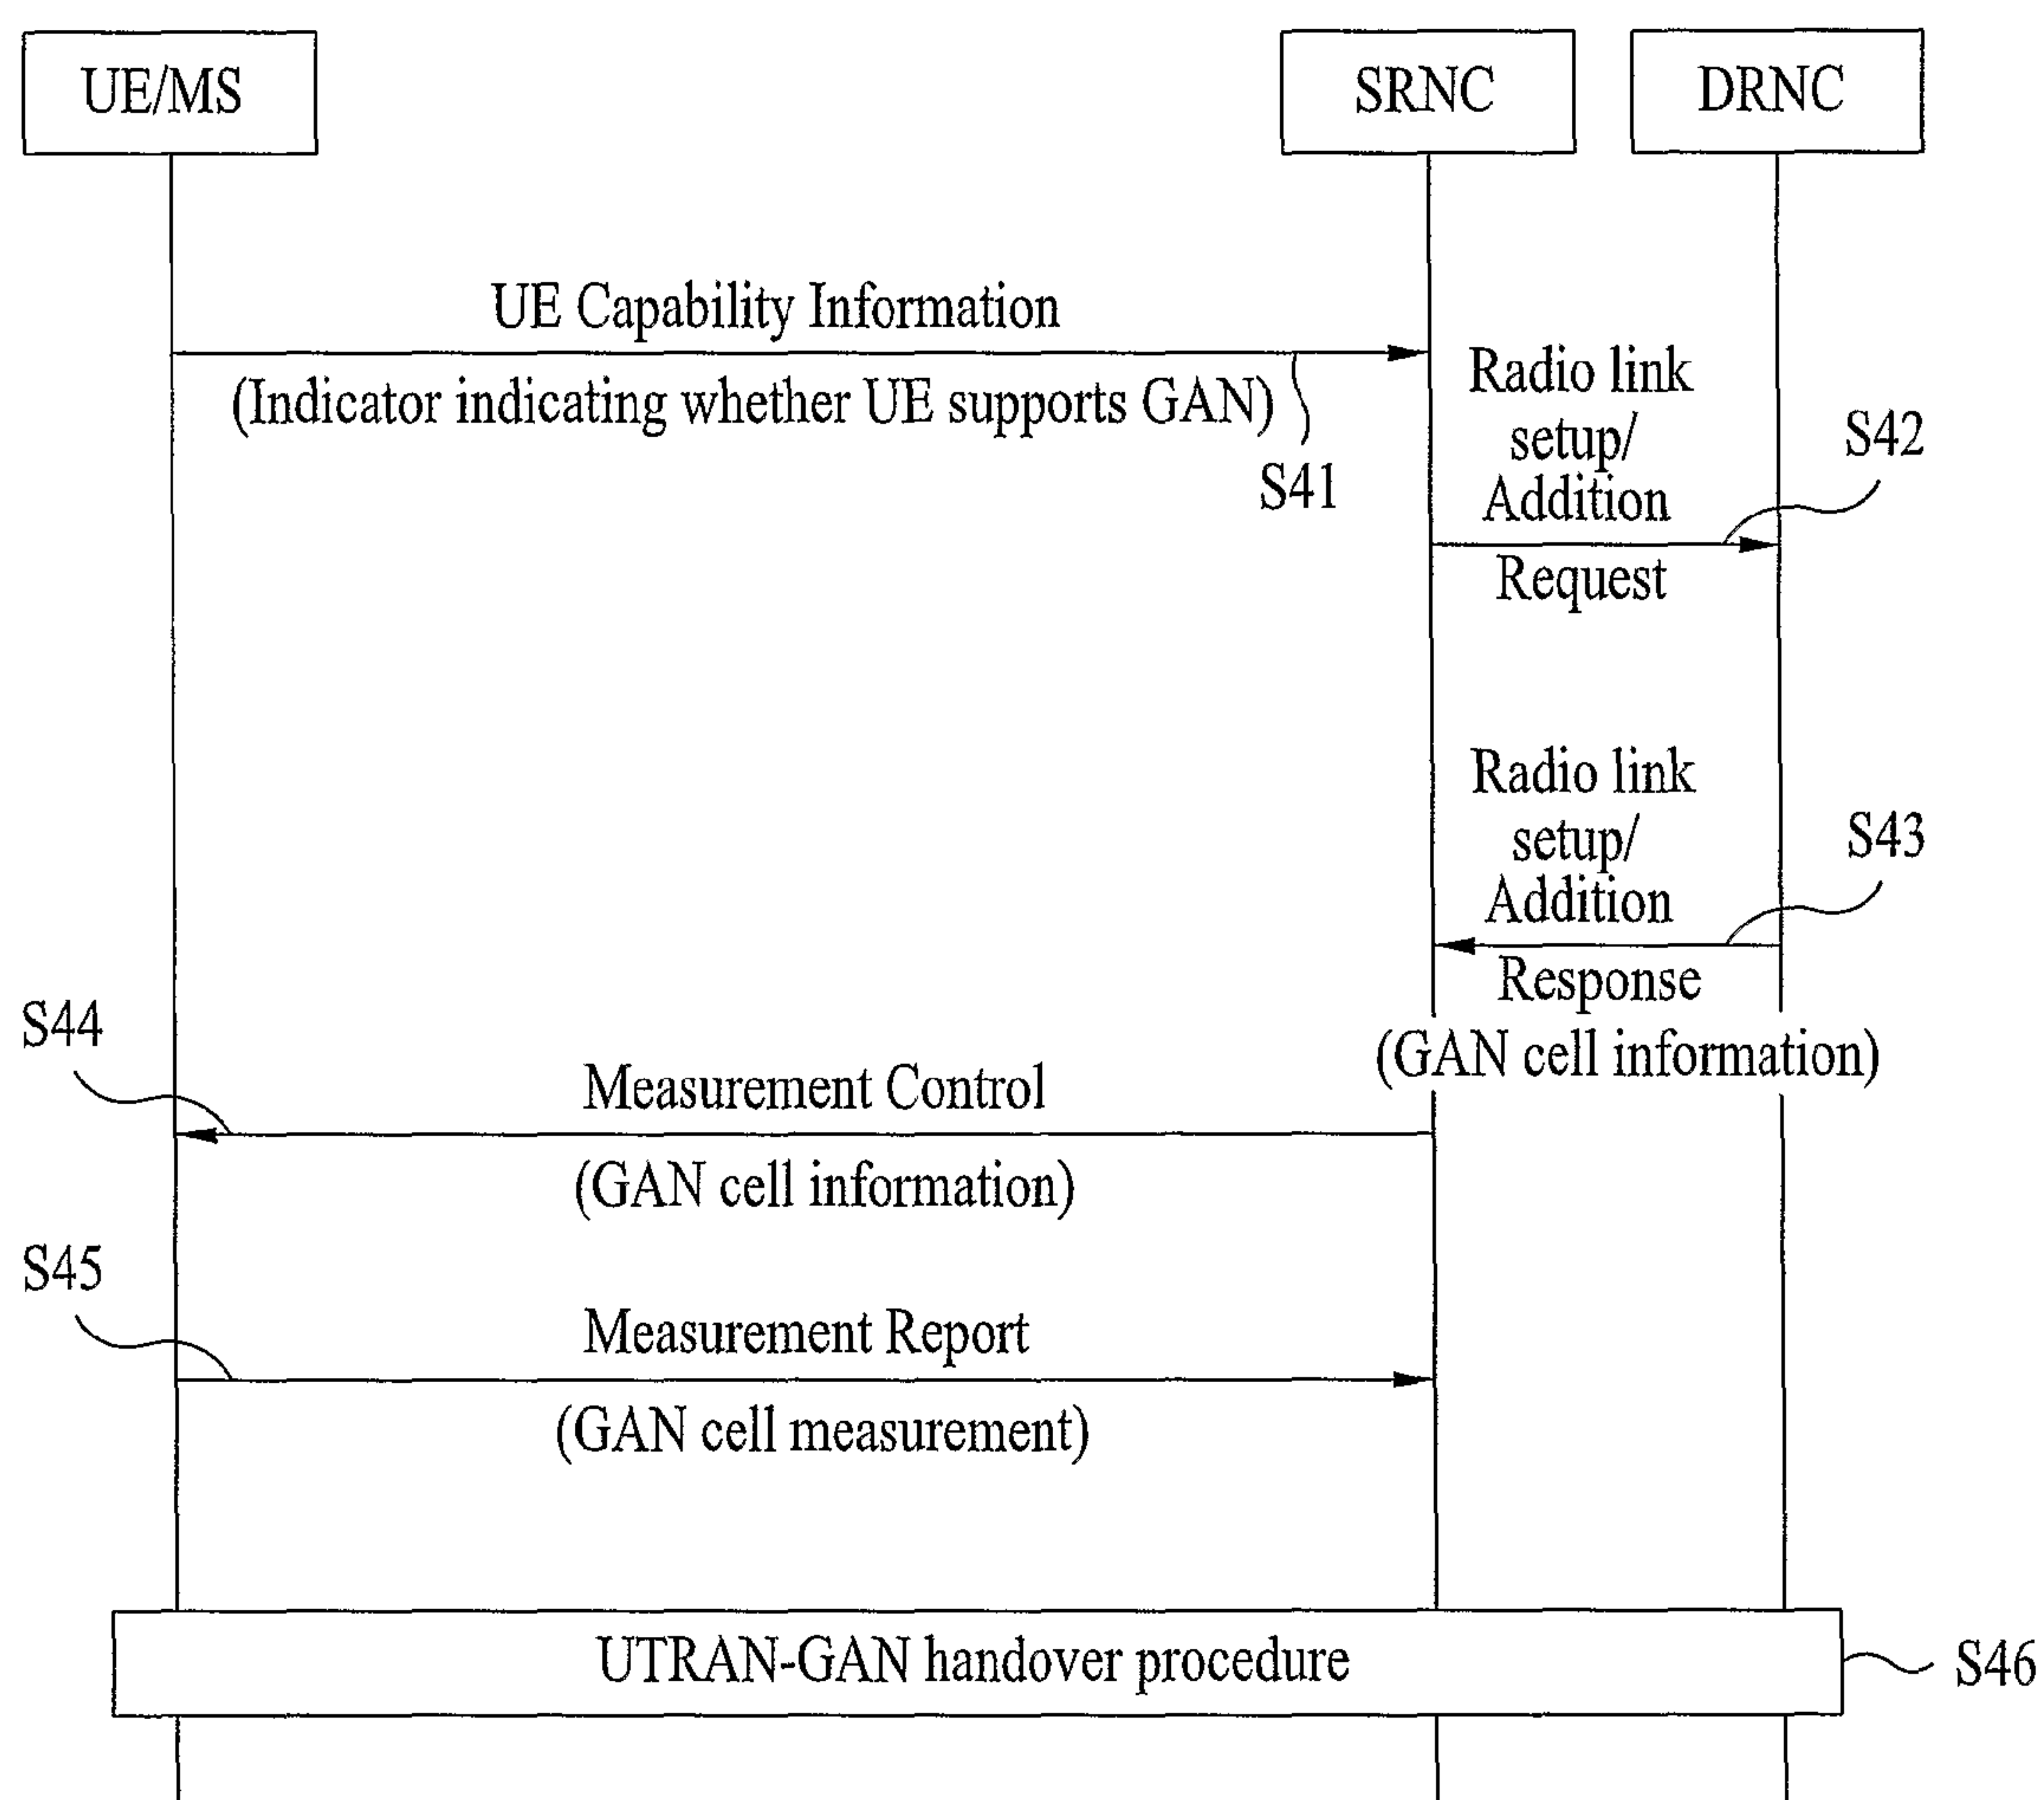 UE/MS
SRNC
DRNC
UE Capability Information
(Indicator indicating whether UE supports GAN)
S41
Radio link
setup/
Addition
Request
S42
Radio link
setup/
Addition
Response
(GAN cell information)
S43
S44
Measurement Control
(GAN cell information)
S45
Measurement Report
(GAN cell measurement)
UTRAN-GAN handover procedure
S46